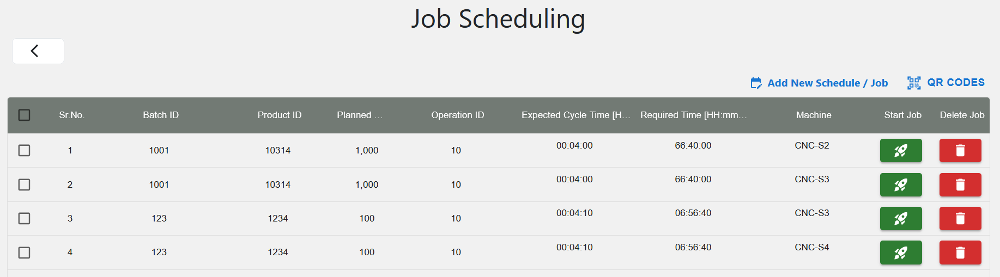 Job Scheduling
Add New Schedule / Job QR CODES
Sr.No. Batch ID Product ID Planned ... Operation ID Expected Cycle Time [H... Required Time [HH:mm... Machine Start Job Delete Job
1 1001 10314 1,000 10 00:04:00 66:40:00 CNC-S2
2 1001 10314 1,000 10 00:04:00 66:40:00 CNC-S3
3 123 1234 100 10 00:04:10 06:56:40 CNC-S3
4 123 1234 100 10 00:04:10 06:56:40 CNC-S4